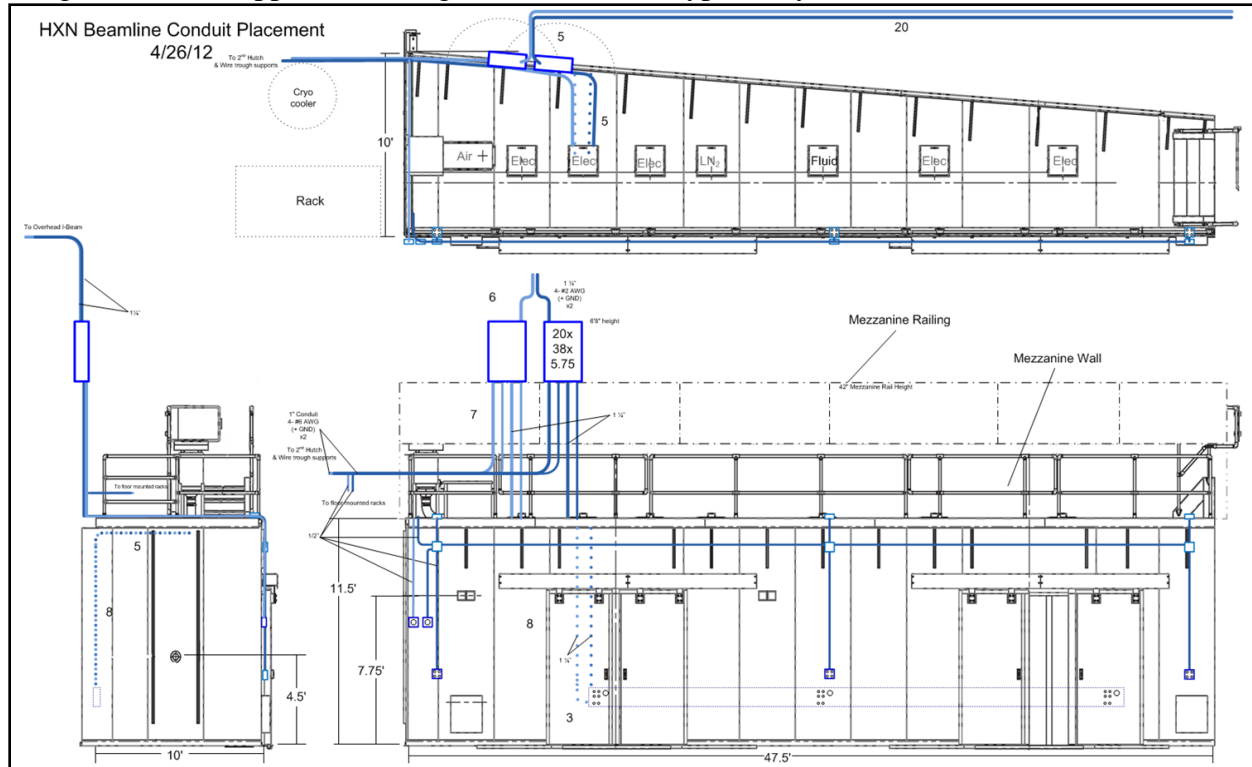 HXN Beamline Conduit Placement
4/26/12
To 2nd Hutch
& Wire trough supports
20
5
Cryo
cooler
10'
5
Air
Elec
Elec
Elec
LN2
Fluid
Elec
Elec
Rack
To Overhead I-Beam
1¼"
6
1 ¼"
4- #2 AWG
(+ GND)
x2
6'8" height
20x
38x
5.75
Mezzanine Railing
Mezzanine Wall
42" Mezzanine Rail Height
7
1 ¼"
1" Conduit
4- #6 AWG
(+ GND)
x2
To 2nd Hutch
& Wire trough supports
To floor mounted racks
To floor mounted racks
1/2"
5
8
11.5'
7.75'
4.5'
8
1 ¼"
3
10'
47.5'